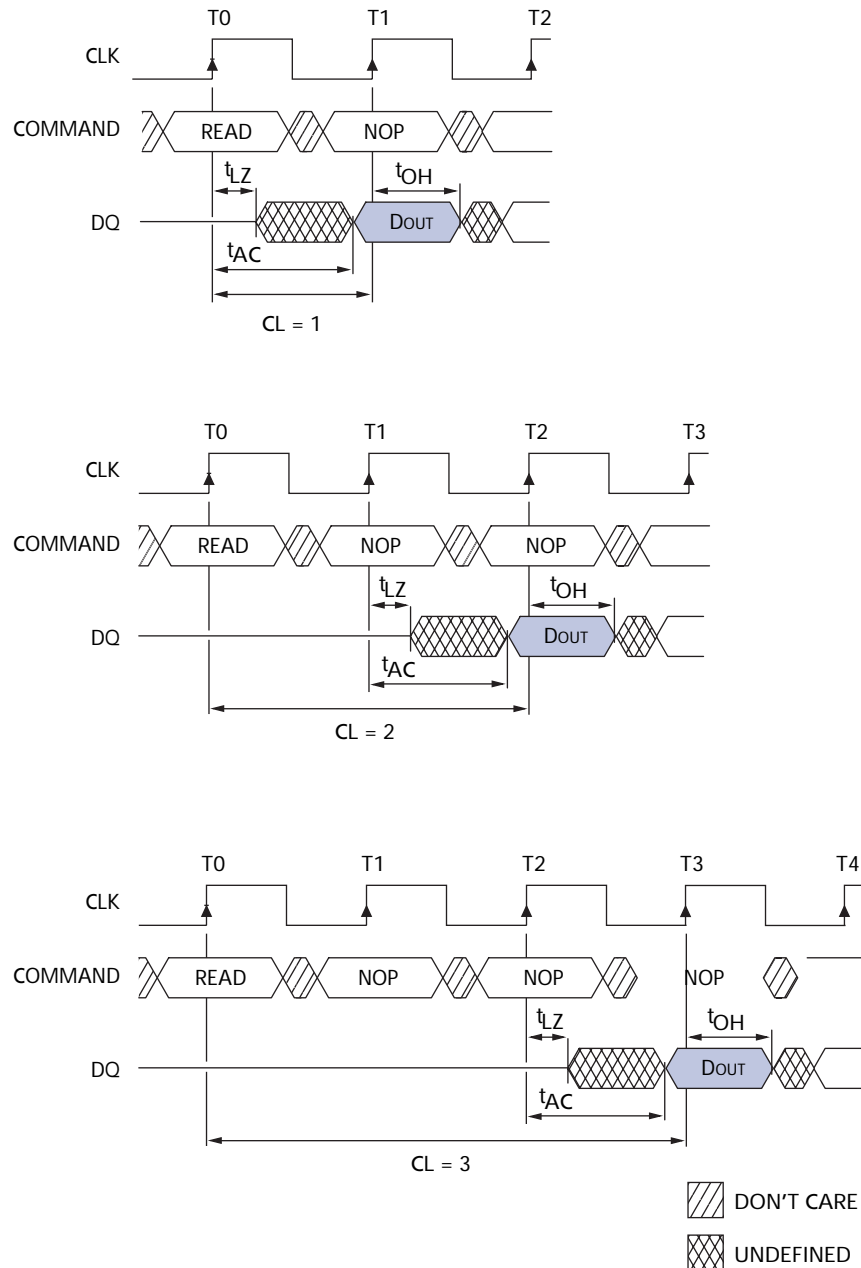 T0 T1 T2
CLK
COMMAND READ NOP
tLZ tOH
DQ DOUT
tAC
CL = 1
T0 T1 T2 T3
CLK
COMMAND READ NOP NOP
tLZ tOH
DQ DOUT
tAC
CL = 2
T0 T1 T2 T3 T4
CLK
COMMAND READ NOP NOP NOP
tLZ tOH
DQ DOUT
tAC
CL = 3
DON'T CARE
UNDEFINED